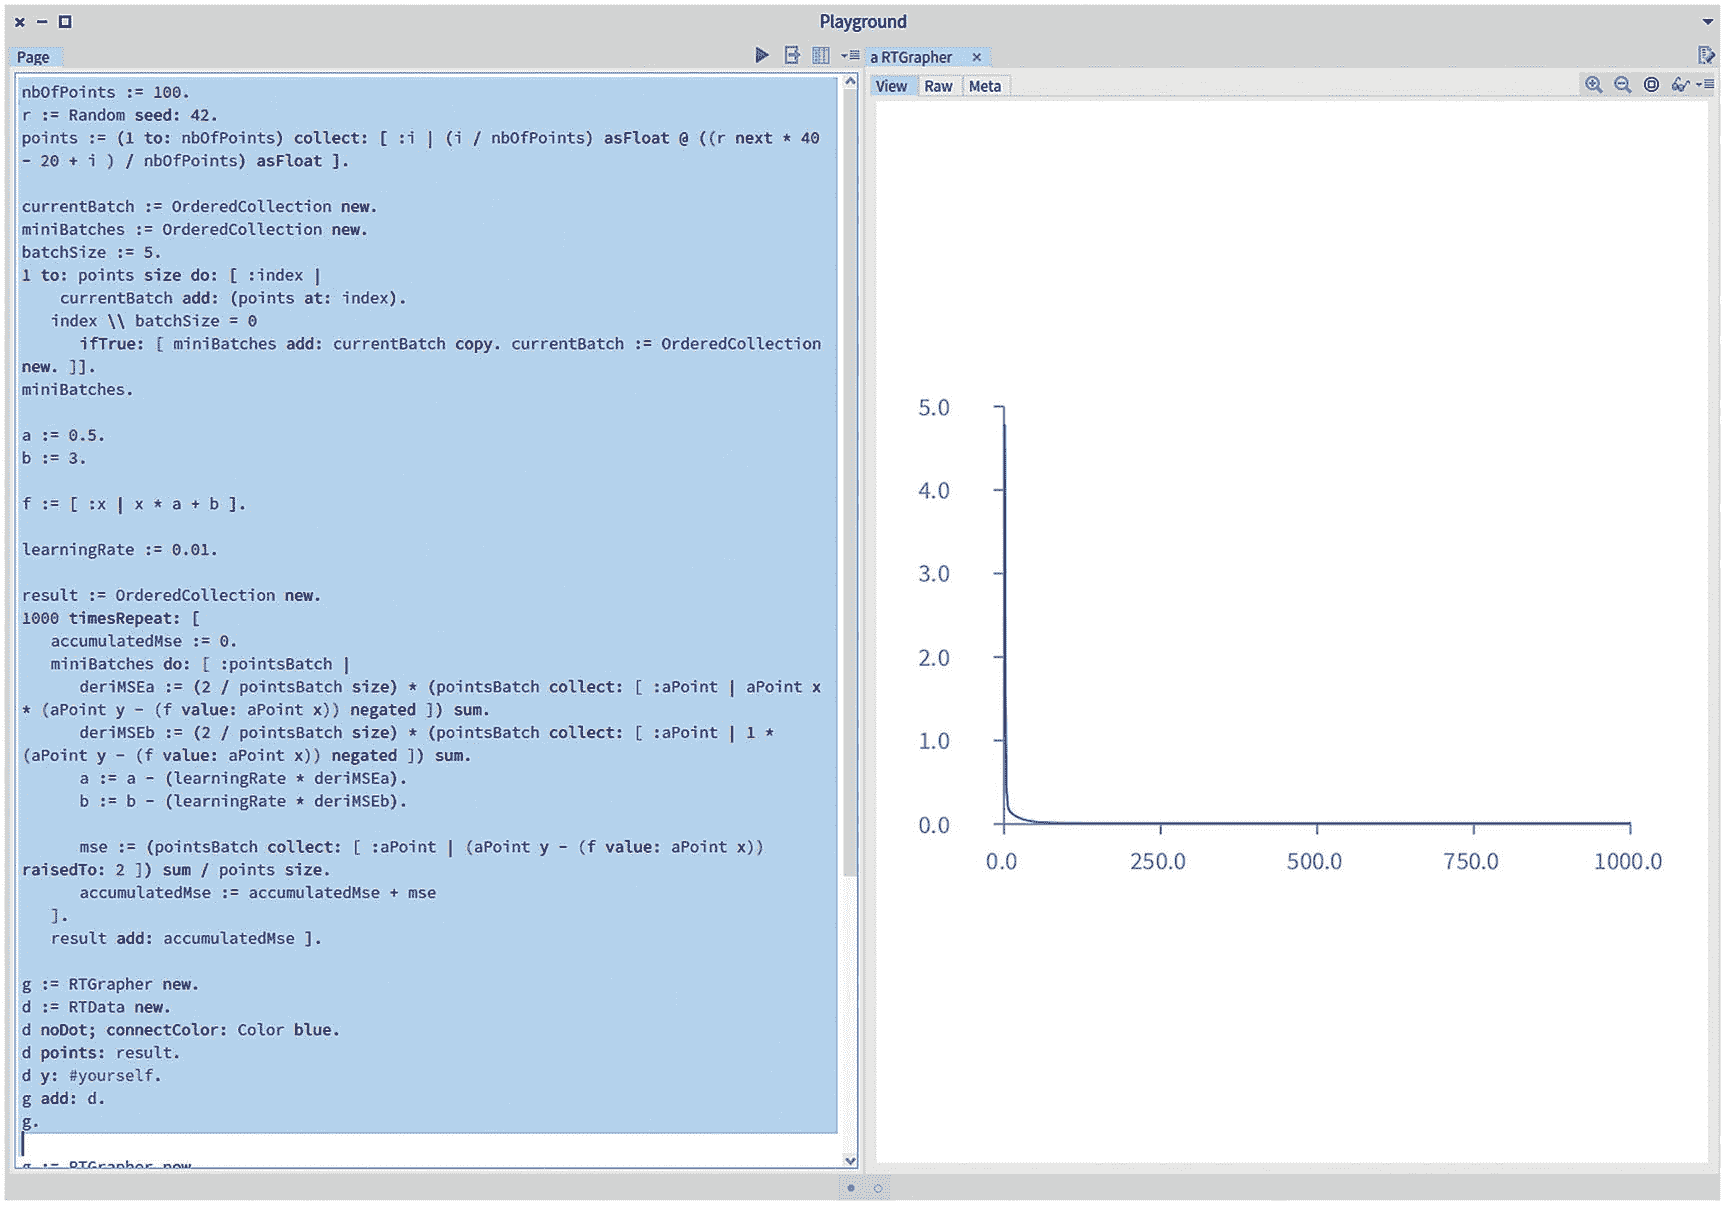 Playground
Page
nbOfPoints := 100.
r := Random seed: 42.
points := (1 to: nbOfPoints) collect: [ :i | (i / nbOfPoints) asFloat @ ((r next * 40
- 20 + i ) / nbOfPoints) asFloat ].
currentBatch := OrderedCollection new.
miniBatches := OrderedCollection new.
batchSize := 5.
1 to: points size do: [ :index |
currentBatch add: (points at: index).
index \\ batchSize = 0
ifTrue: [ miniBatches add: currentBatch copy. currentBatch := OrderedCollection
new. ]].
miniBatches.
a := 0.5.
b := 3.
f := [ :x | x * a + b ].
learningRate := 0.01.
result := OrderedCollection new.
1000 timesRepeat: [
accumulatedMse := 0.
miniBatches do: [ :pointsBatch |
deriMSEa := (2 / pointsBatch size) * (pointsBatch collect: [ :aPoint | aPoint x
* (aPoint y - (f value: aPoint x)) negated ]) sum.
deriMSEb := (2 / pointsBatch size) * (pointsBatch collect: [ :aPoint | 1 *
(aPoint y - (f value: aPoint x)) negated ]) sum.
a := a - (learningRate * deriMSEa).
b := b - (learningRate * deriMSEb).
mse := (pointsBatch collect: [ :aPoint | (aPoint y - (f value: aPoint x))
raisedTo: 2 ]) sum / points size.
accumulatedMse := accumulatedMse + mse
].
result add: accumulatedMse ].
g := RTGrapher new.
d := RTData new.
d noDot; connectColor: Color blue.
d points: result.
d y: #yourself.
g add: d.
g.
g := RTGrapher new
a RTGrapher
View Raw Meta
5.0
4.0
3.0
2.0
1.0
0.0
0.0 250.0 500.0 750.0 1000.0